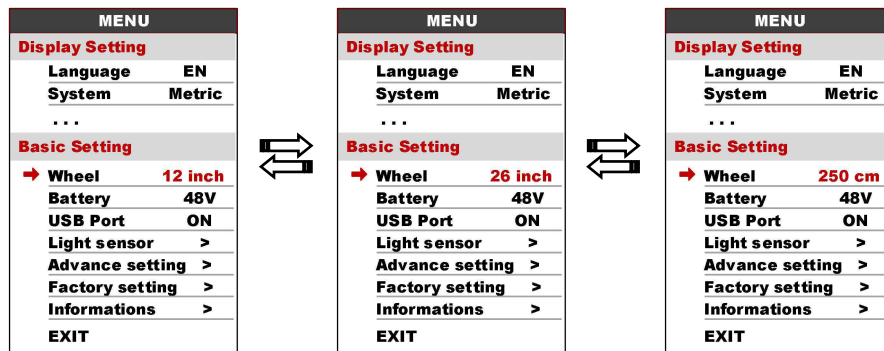 MENU
Display Setting
Language EN
System Metric
...
Basic Setting
Wheel 12 inch
Battery 48V
USB Port ON
Light sensor >
Advance setting >
Factory setting >
Informations >
EXIT
MENU
Display Setting
Language EN
System Metric
...
Basic Setting
Wheel 26 inch
Battery 48V
USB Port ON
Light sensor >
Advance setting >
Factory setting >
Informations >
EXIT
MENU
Display Setting
Language EN
System Metric
...
Basic Setting
Wheel 250 cm
Battery 48V
USB Port ON
Light sensor >
Advance setting >
Factory setting >
Informations >
EXIT